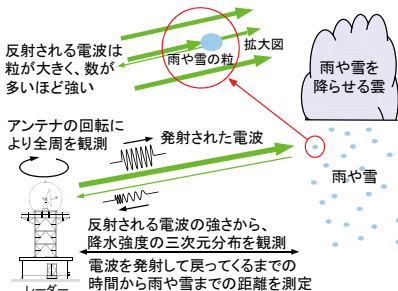 反射される電波は
粒が大きく、数が
多いほど強い
雨や雪の粒
拡大図
雨や雪を
降らせる雲
アンテナの回転に
より全周を観測
発射された電波
雨や雪
反射される電波の強さから、
降水強度の三次元分布を観測
電波を発射して戻ってくるまでの
時間から雨や雪までの距離を測定
レーダー